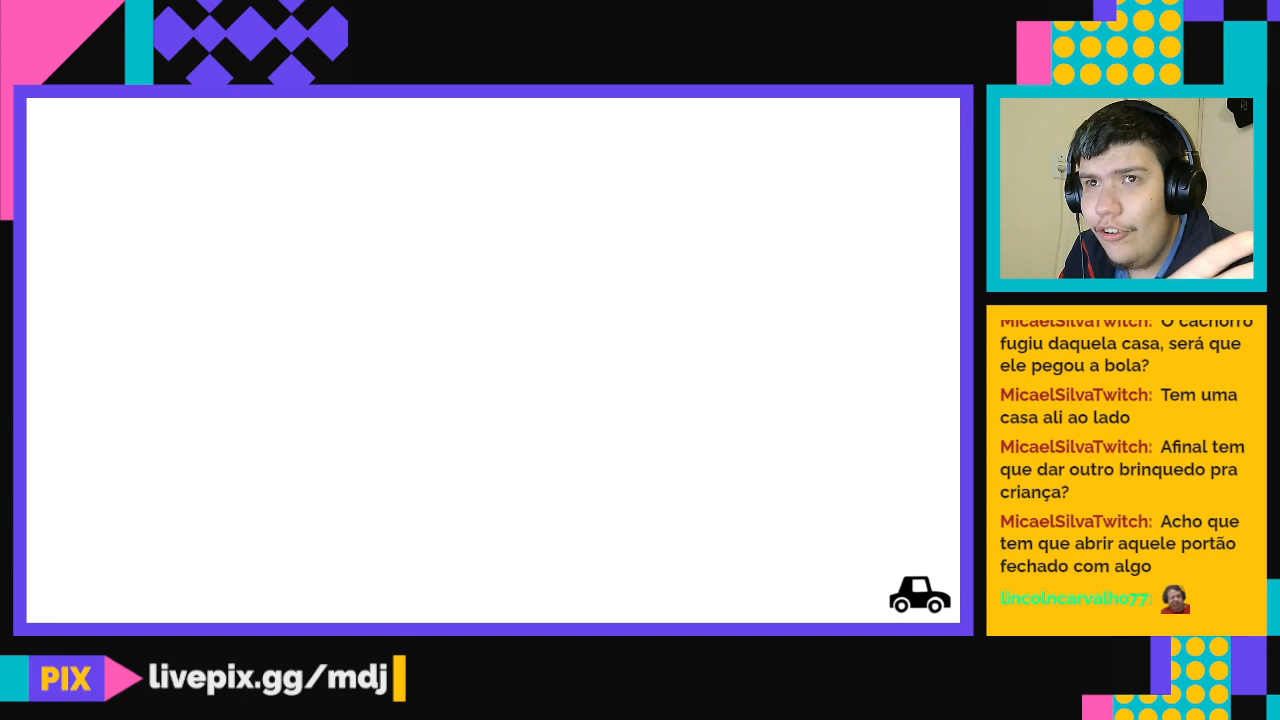 MicaelSilvaTwitch: O cachorro
fugiu daquela casa, será que
ele pegou a bola?
MicaelSilvaTwitch: Tem uma
casa ali ao lado
MicaelSilvaTwitch: Afinal tem
que dar outro brinquedo pra
criança?
MicaelSilvaTwitch: Acho que
tem que abrir aquele portão
fechado com algo
lincolncarvalho77:
PIX livepix.gg/mdj